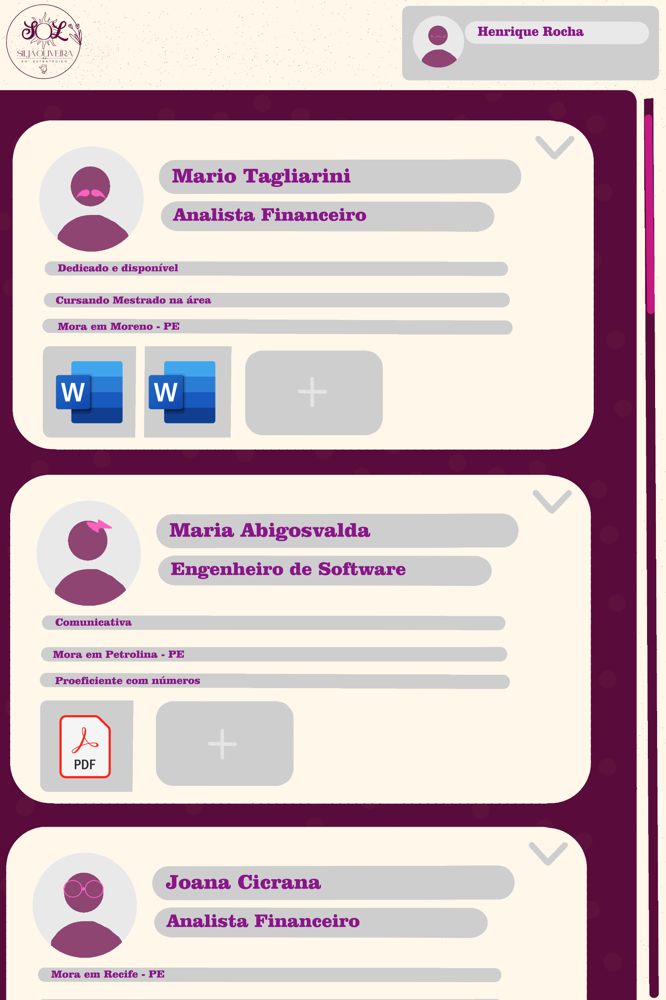 SOL
SILJA OLIVEIRA
RH - ESTRATÉGICO
Henrique Rocha
Mario Tagliarini
Analista Financeiro
Dedicado e disponível
Cursando Mestrado na área
Mora em Moreno - PE
W
W
Maria Abigosvalda
Engenheiro de Software
Comunicativa
Mora em Petrolina - PE
Proeficiente com números
PDF
Joana Cicrana
Analista Financeiro
Mora em Recife - PE